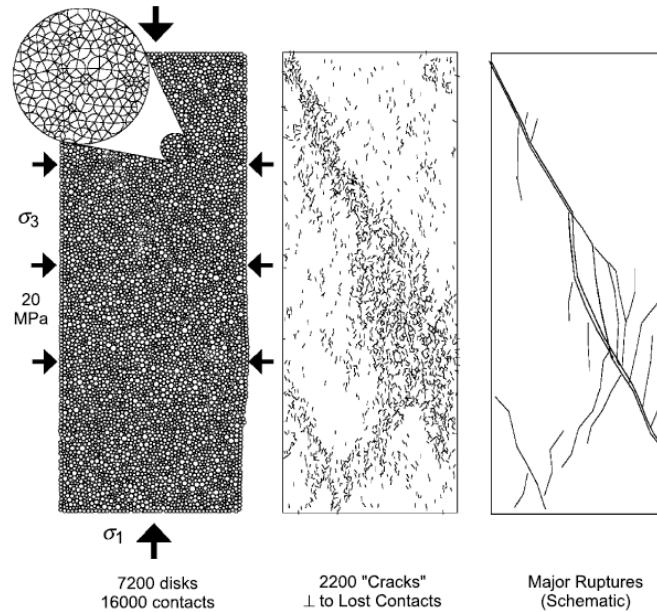 σ3
20
MPa
σ1
7200 disks
16000 contacts
2200 "Cracks"
⊥ to Lost Contacts
Major Ruptures
(Schematic)